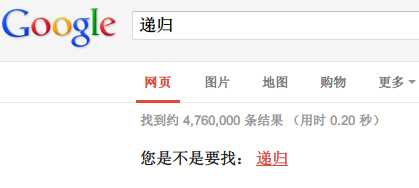 Google 递归
网页 图片 地图 购物 更多
找到约 4,760,000 条结果 （用时 0.20 秒）
您是不是要找： 递归